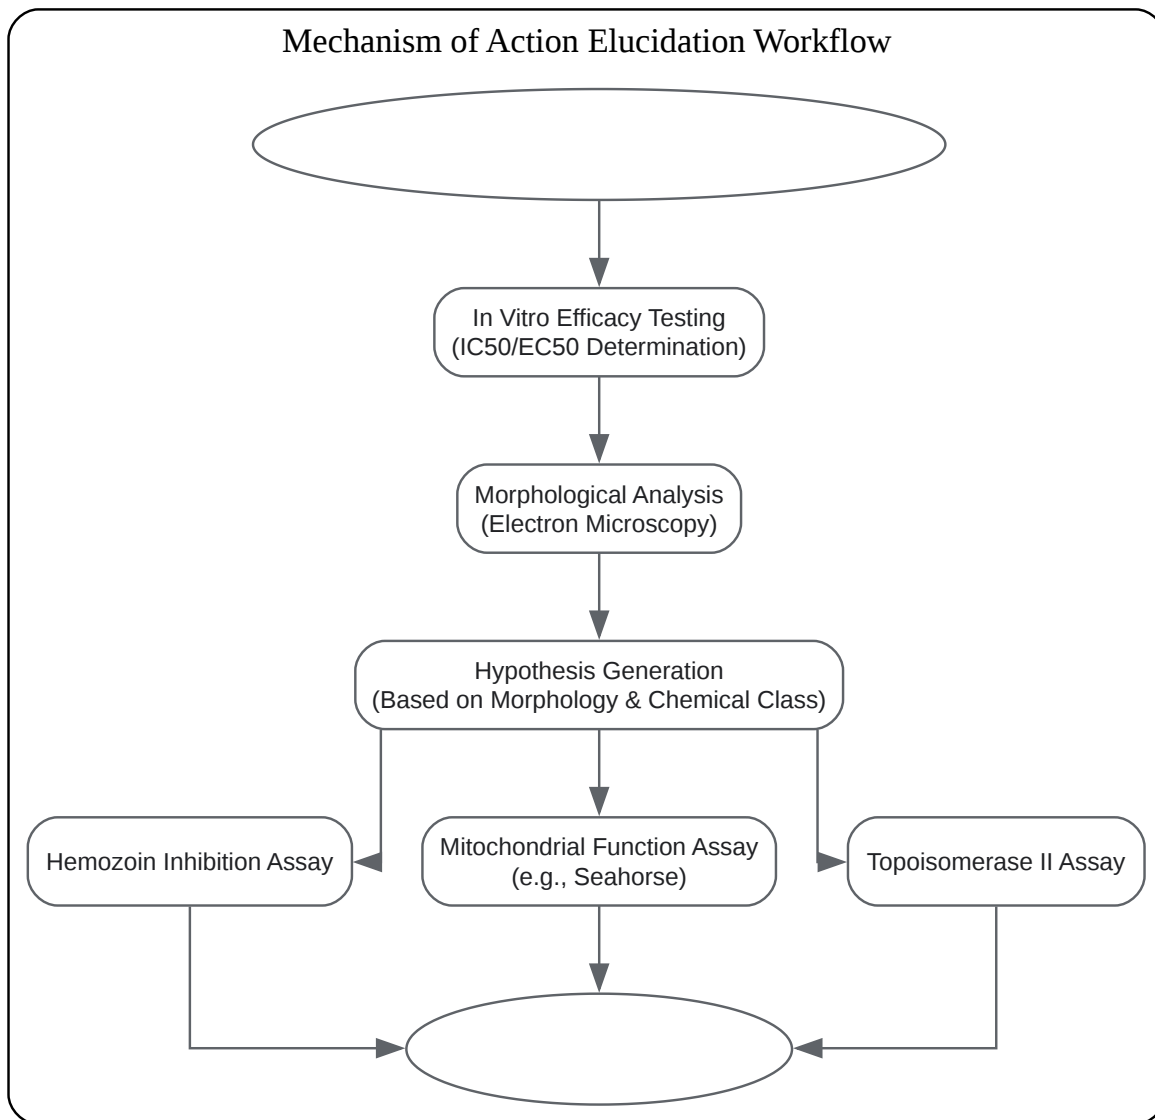 Mechanism of Action Elucidation Workflow
In Vitro Efficacy Testing
(IC50/EC50 Determination)
Morphological Analysis
(Electron Microscopy)
Hypothesis Generation
(Based on Morphology & Chemical Class)
Hemozoin Inhibition Assay
Mitochondrial Function Assay
(e.g., Seahorse)
Topoisomerase II Assay